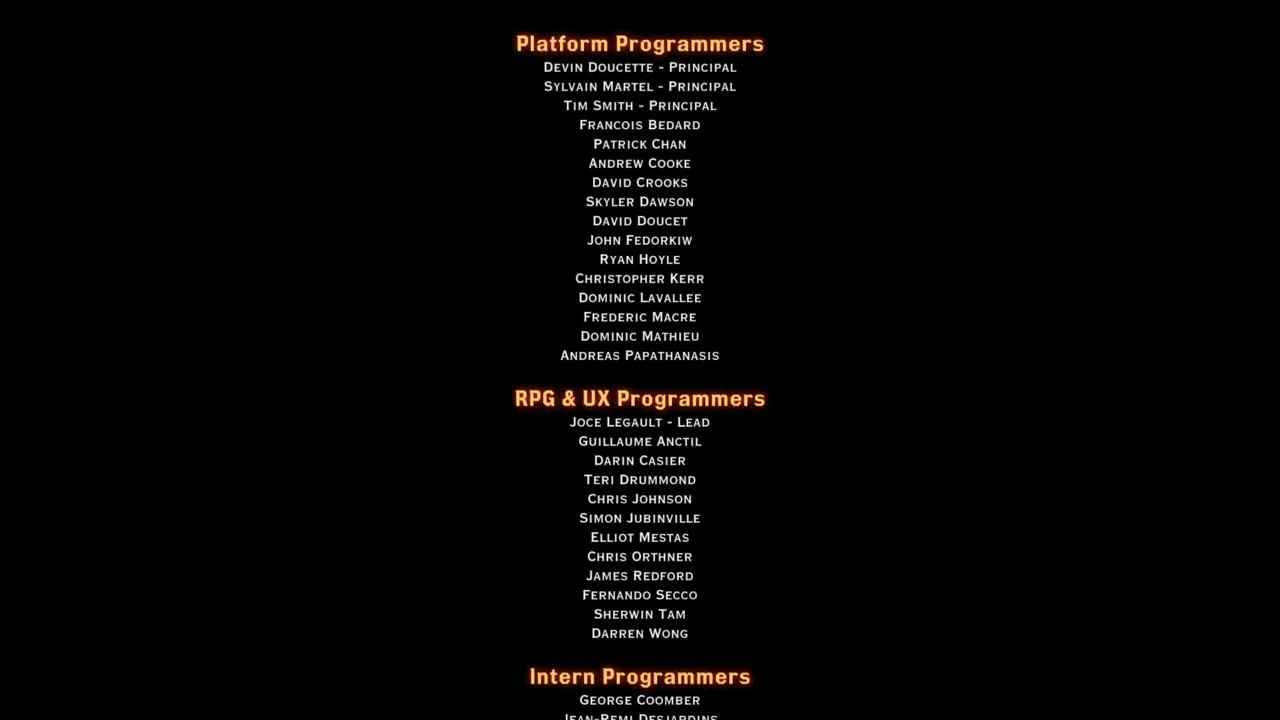 Platform Programmers
Devin Doucette - Principal
Sylvain Martel - Principal
Tim Smith - Principal
Francois Bedard
Patrick Chan
Andrew Cooke
David Crooks
Skyler Dawson
David Doucet
John Fedorkiw
Ryan Hoyle
Christopher Kerr
Dominic Lavallee
Frederic Macre
Dominic Mathieu
Andreas Papathanasis
RPG & UX Programmers
Joce Legault - Lead
Guillaume Anctil
Darin Casier
Teri Drummond
Chris Johnson
Simon Jubinville
Elliot Mestas
Chris Orthner
James Redford
Fernando Secco
Sherwin Tam
Darren Wong
Intern Programmers
George Coomber
Jean-Remi Desjardins